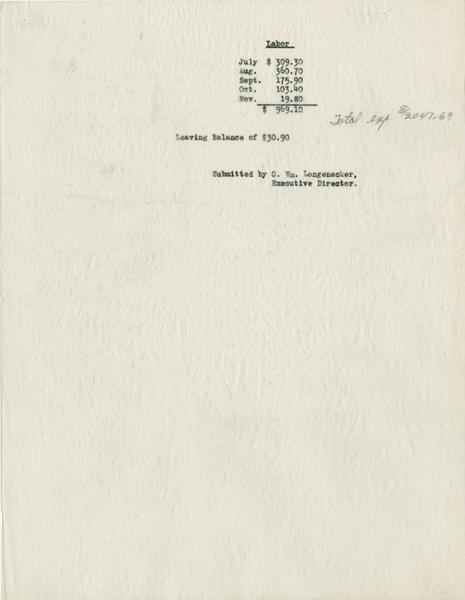 Labor
July $ 309.30
Aug. 360.70
Sept. 175.90
Oct. 103.40
Nov. 19.80
$ 969.10
Total exp. $2047.69
Leaving Balance of $30.90
Submitted by G. Wm. Longenecker,
Executive Director.